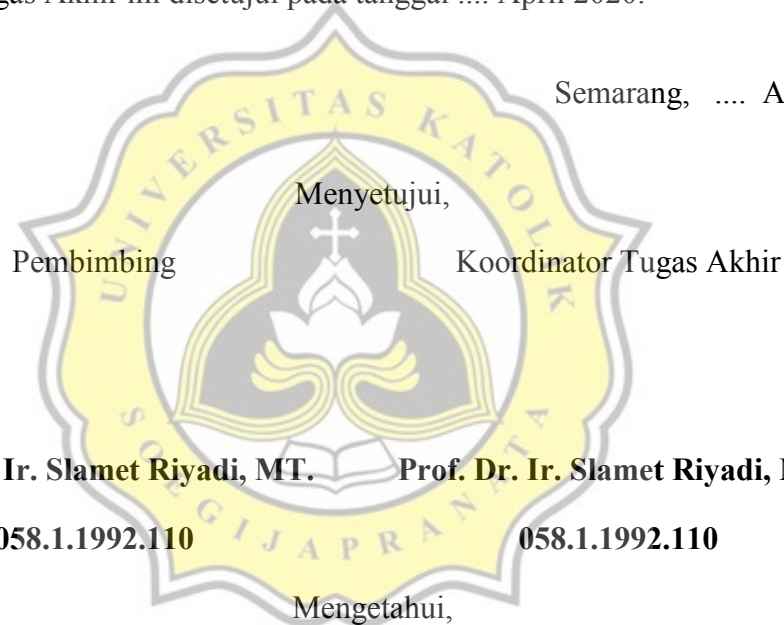 Akhir ini disetujui pada tanggal .... April 2020.
Semarang, .... A
UNIVERSITAS KATOLIK
Menyetujui,
Pembimbing Koordinator Tugas Akhir
Ir. Slamet Riyadi, MT. Prof. Dr. Ir. Slamet Riyadi,
058.1.1992.110 058.1.1992.110
SOEGIJAPRANATA
Mengetahui,